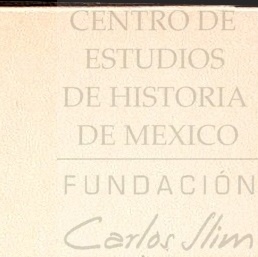 CENTRO DE
ESTUDIOS
DE HISTORIA
DE MEXICO
FUNDACIÓN
Carlos Slim